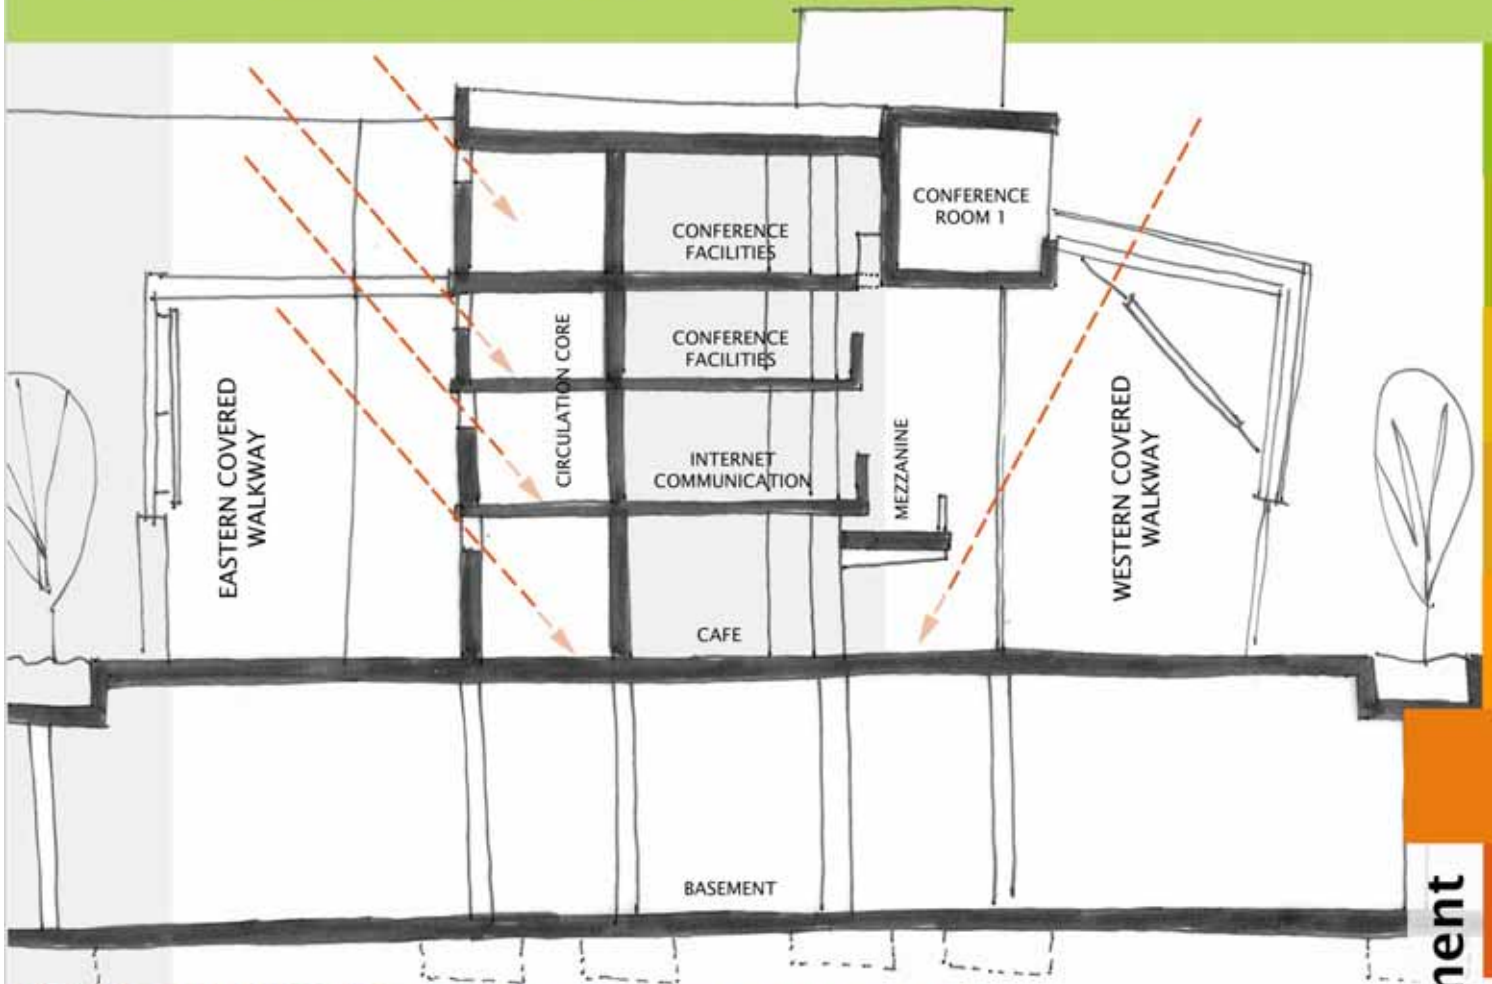 CONFERENCE
ROOM 1
CONFERENCE
FACILITIES
CONFERENCE
FACILITIES
CIRCULATION CORE
INTERNET
COMMUNICATION
MEZZANINE
EASTERN COVERED
WALKWAY
WESTERN COVERED
WALKWAY
CAFE
BASEMENT